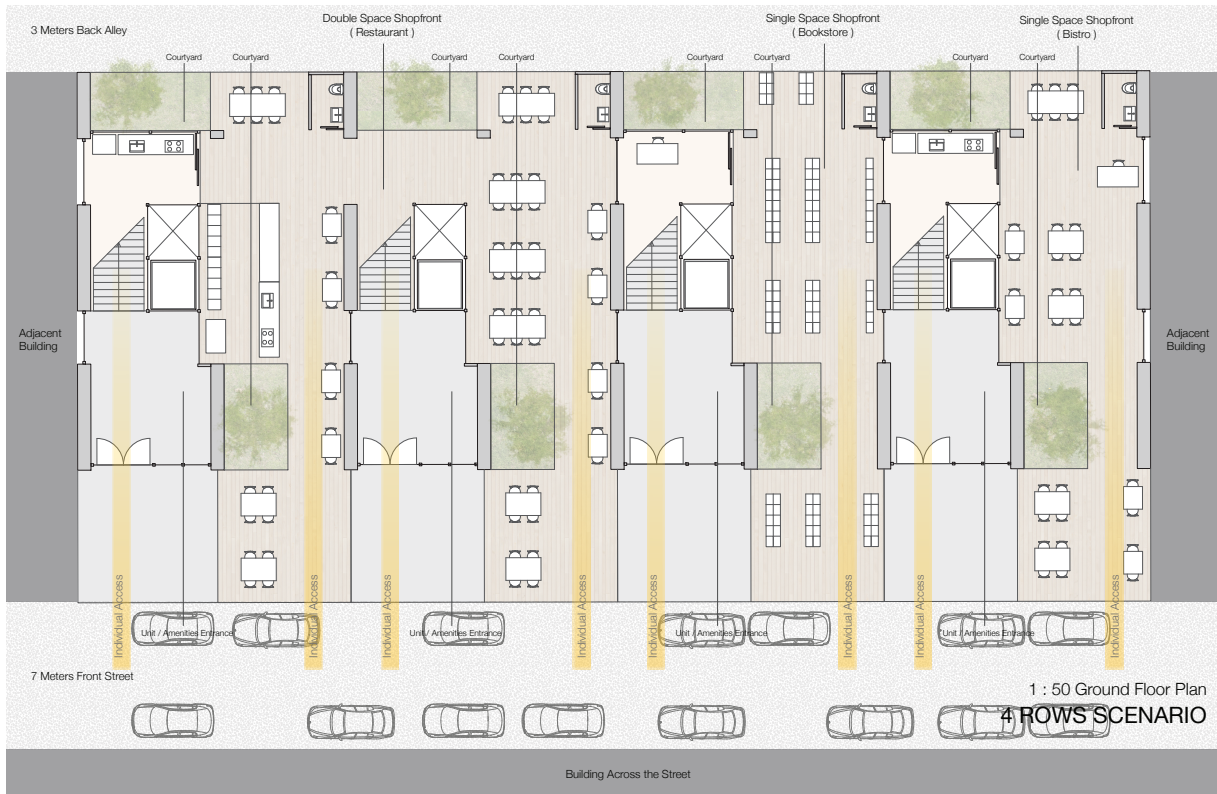 3 Meters Back Alley
Double Space Shopfront
( Restaurant )
Single Space Shopfront
( Bookstore )
Single Space Shopfront
( Bistro )
Courtyard
Courtyard
Courtyard
Courtyard
Courtyard
Courtyard
Courtyard
Courtyard
Adjacent
Building
Adjacent
Building
Individual Access
Individual Access
Individual Access
Individual Access
Individual Access
Individual Access
Individual Access
Individual Access
Unit / Amenities Entrance
Unit / Amenities Entrance
Unit / Amenities Entrance
Unit / Amenities Entrance
7 Meters Front Street
1 : 50 Ground Floor Plan
4 ROWS SCENARIO
Building Across the Street